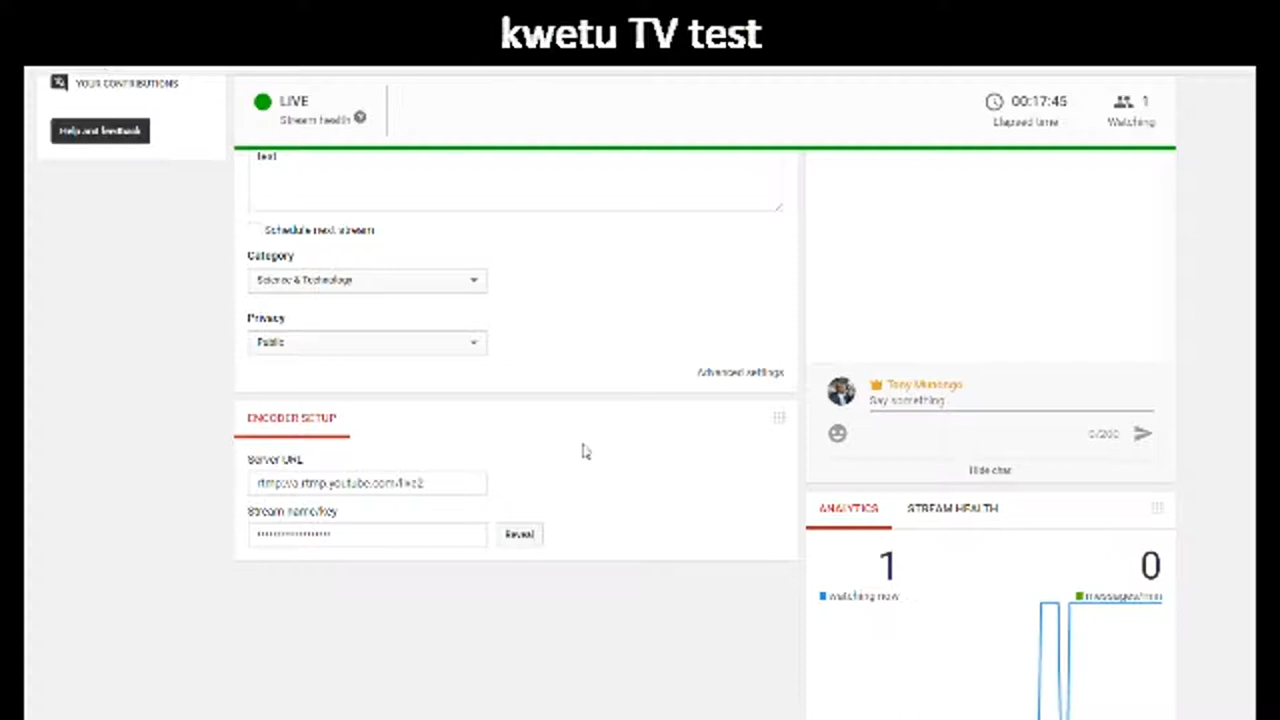 kwetu TV test
YOUR CONTRIBUTIONS
Help and feedback
LIVE
Stream health
00:17:45
Elapsed time
1
Watching
test
Schedule next stream
Category
Science & Technology
Privacy
Public
Advanced settings
ENCODER SETUP
Server URL
rtmp://a.rtmp.youtube.com/live2
Stream name/key
Reveal
Tony Munongo
Say something...
0/200
Hide chat
ANALYTICS
STREAM HEALTH
1
watching now
0
messages/min